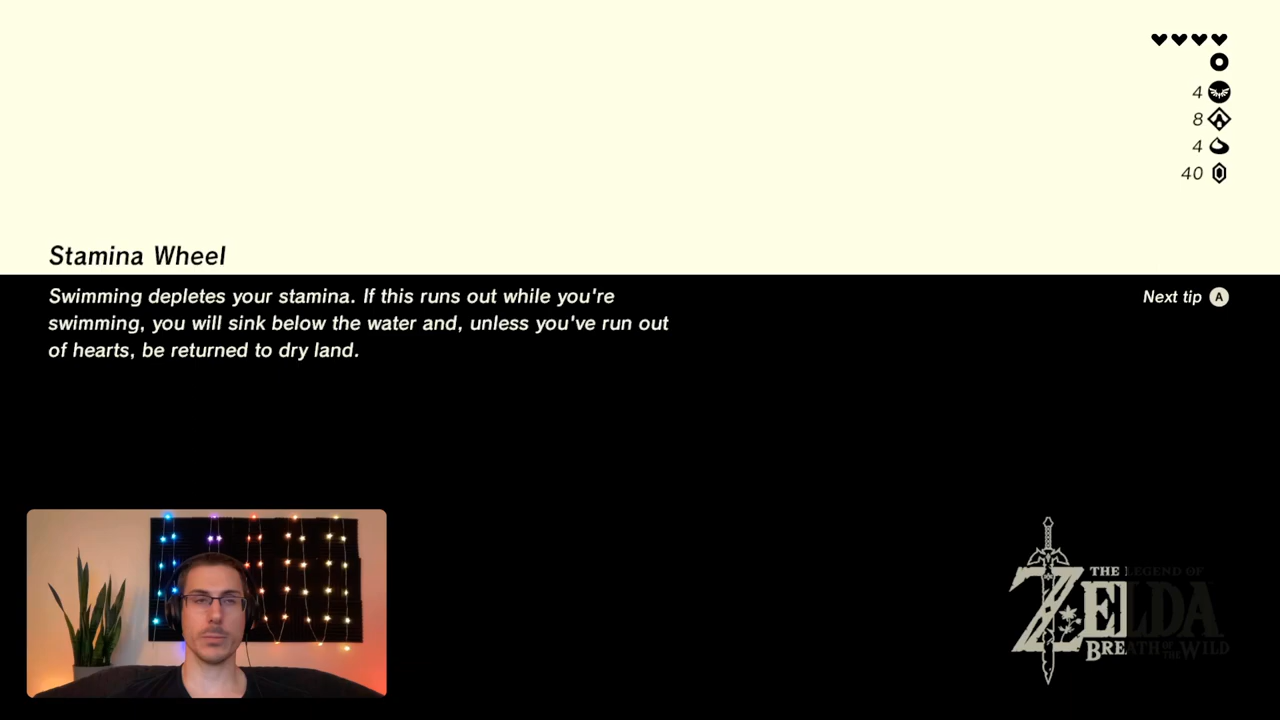 4
8
4
40
Stamina Wheel
Swimming depletes your stamina. If this runs out while you're
swimming, you will sink below the water and, unless you've run out
of hearts, be returned to dry land.
Next tip A
THE LEGEND OF
ZELDA
BREATH OF THE WILD